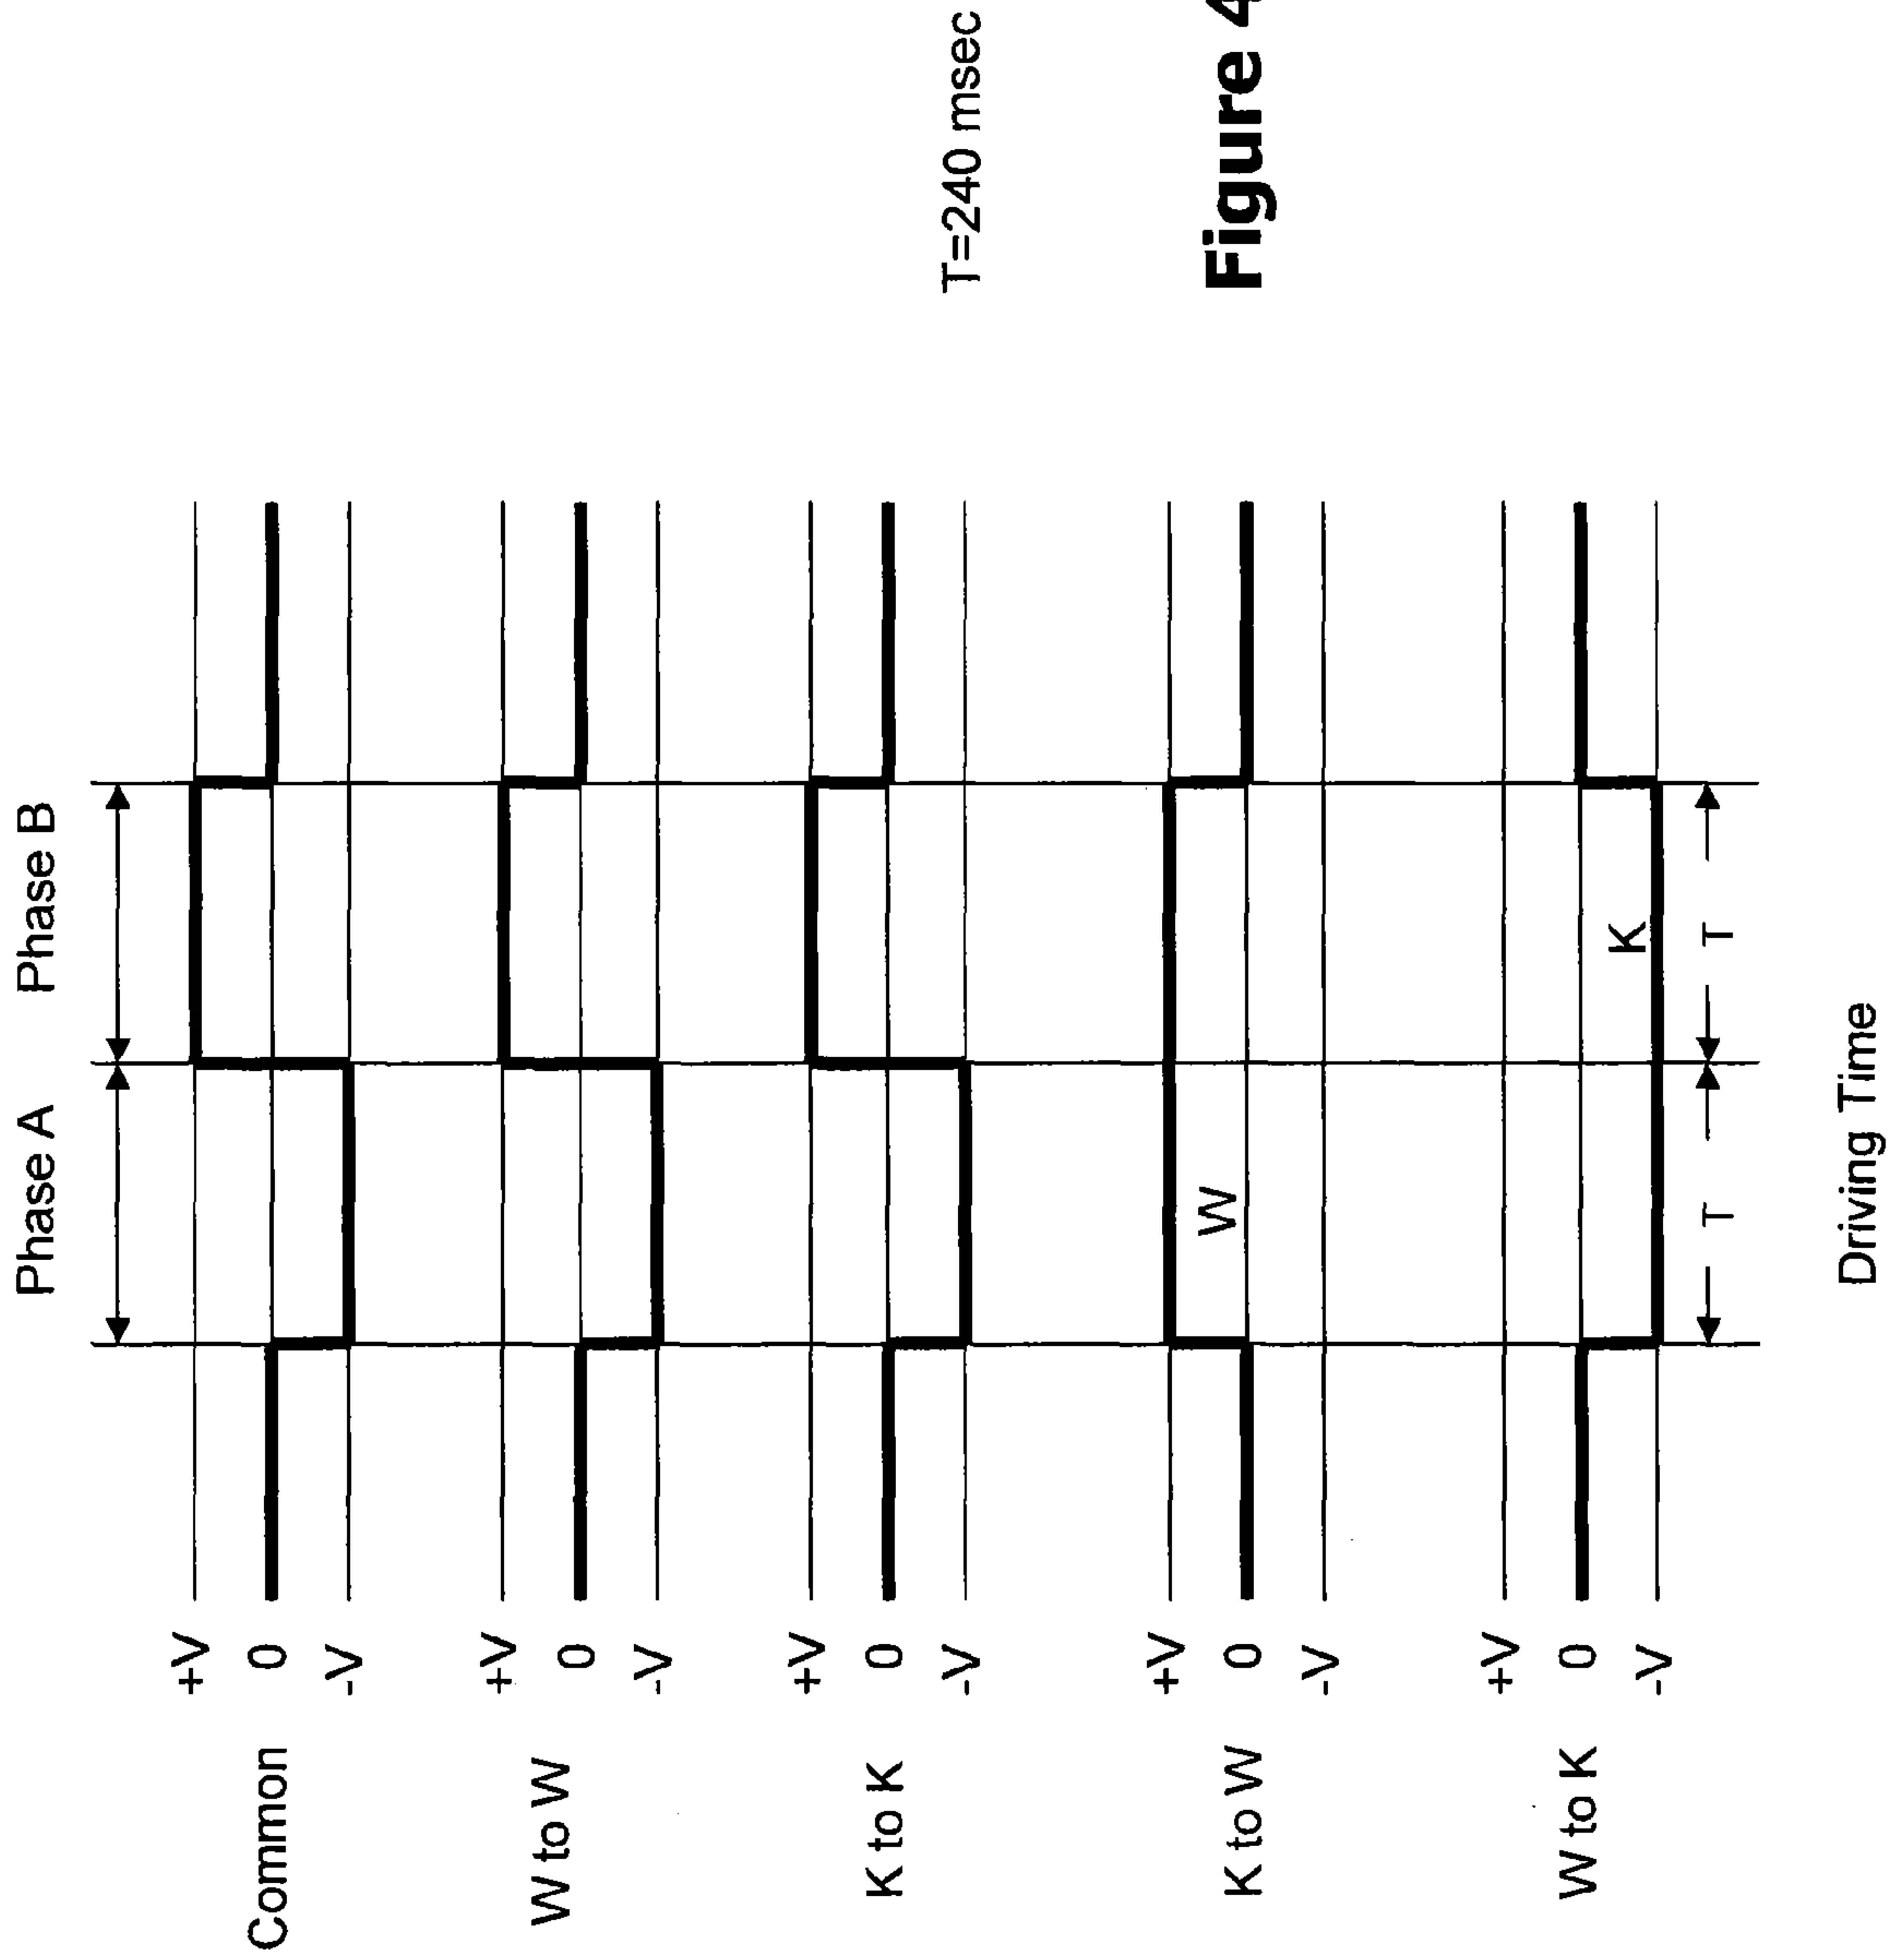 Phase A
Phase B
Common
+V
0
-V
W to W
+V
0
-V
K to K
+V
0
-V
T=240 msec
K to W
+V
0
-V
W
W to K
+V
0
-V
K
T
T
Driving Time
Figure 4